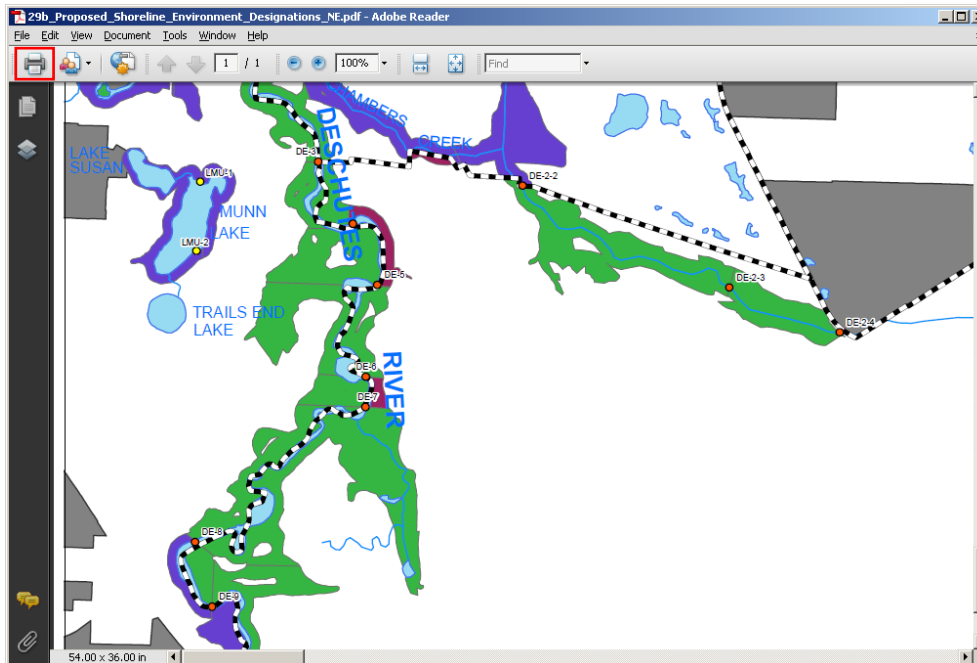 29b_Proposed_Shoreline_Environment_Designations_NE.pdf - Adobe Reader
File Edit View Document Tools Window Help
1 / 1 100% Find
CHAMBERS
CREEK
DESCHUTES
LAKE
SUSAN
DE-3
LMU-1
DE-2-2
MUNN
LAKE
LMU-2
DE-5
DE-2-3
TRAILS END
LAKE
DE-2-4
RIVER
DE-6
DE-7
DE-8
DE-9
54.00 x 36.00 in